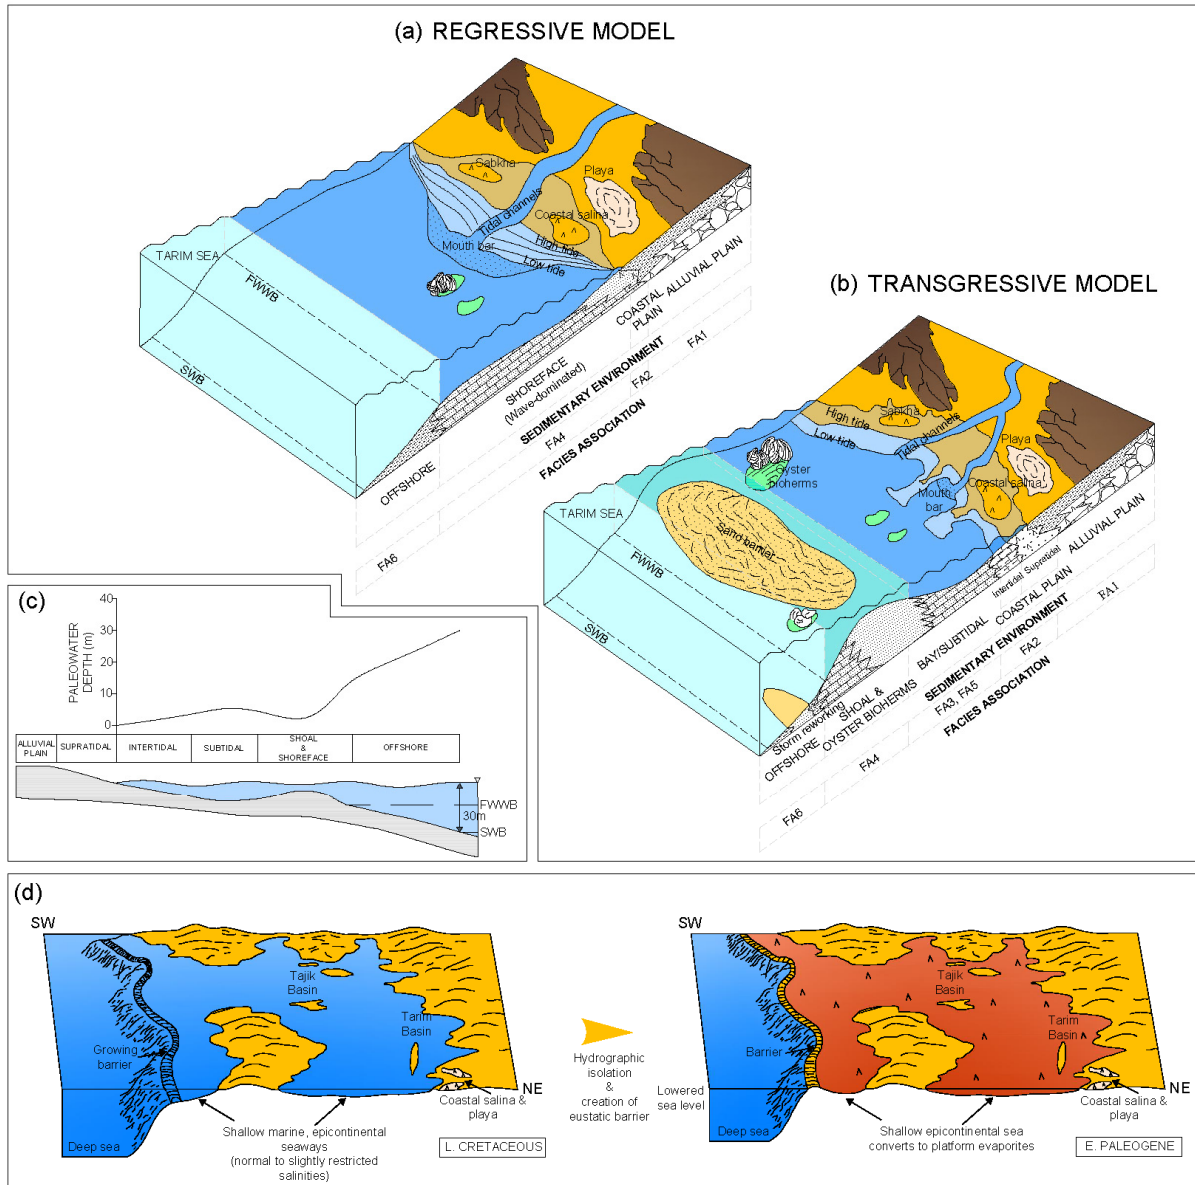 (a) REGRESSIVE MODEL
Sabkha
Playa
Tidal channels
Coastal salina
Mouth bar
High tide
Low tide
TARIM SEA
FWWB
SWB
OFFSHORE
SHOREFACE
(Wave-dominated)
COASTAL
PLAIN
ALLUVIAL PLAIN
SEDIMENTARY ENVIRONMENT
FA6
FA4
FA2
FA1
FACIES ASSOCIATION
(b) TRANSGRESSIVE MODEL
Sabkha
High tide
Low tide
Tidal channels
Playa
Coastal salina
Mouth
bar
Oyster
bioherms
Sand barrier
TARIM SEA
FWWB
SWB
Storm reworking
OFFSHORE
SHOAL &
OYSTER BIOHERMS
BAY/SUBTIDAL
Intertidal
Supratidal
COASTAL PLAIN
ALLUVIAL PLAIN
SEDIMENTARY ENVIRONMENT
FA6
FA4
FA3, FA5
FA2
FA1
FACIES ASSOCIATION
(c)
PALEOWATER
DEPTH (m)
40
30
20
10
0
ALLUVIAL
PLAIN
SUPRATIDAL
INTERTIDAL
SUBTIDAL
SHOAL
&
SHOREFACE
OFFSHORE
FWWB
30m
SWB
(d)
SW
Tajik
Basin
Tarim
Basin
Growing
barrier
NE
Coastal salina &
playa
Deep sea
Shallow marine, epicontinental
seaways
(normal to slightly restricted
salinities)
L. CRETACEOUS
Hydrographic
isolation
&
creation of
eustatic barrier
SW
Tajik
Basin
Tarim
Basin
Barrier
Lowered
sea level
NE
Coastal salina &
playa
Deep sea
Shallow epicontinental sea
converts to platform evaporites
E. PALEOGENE